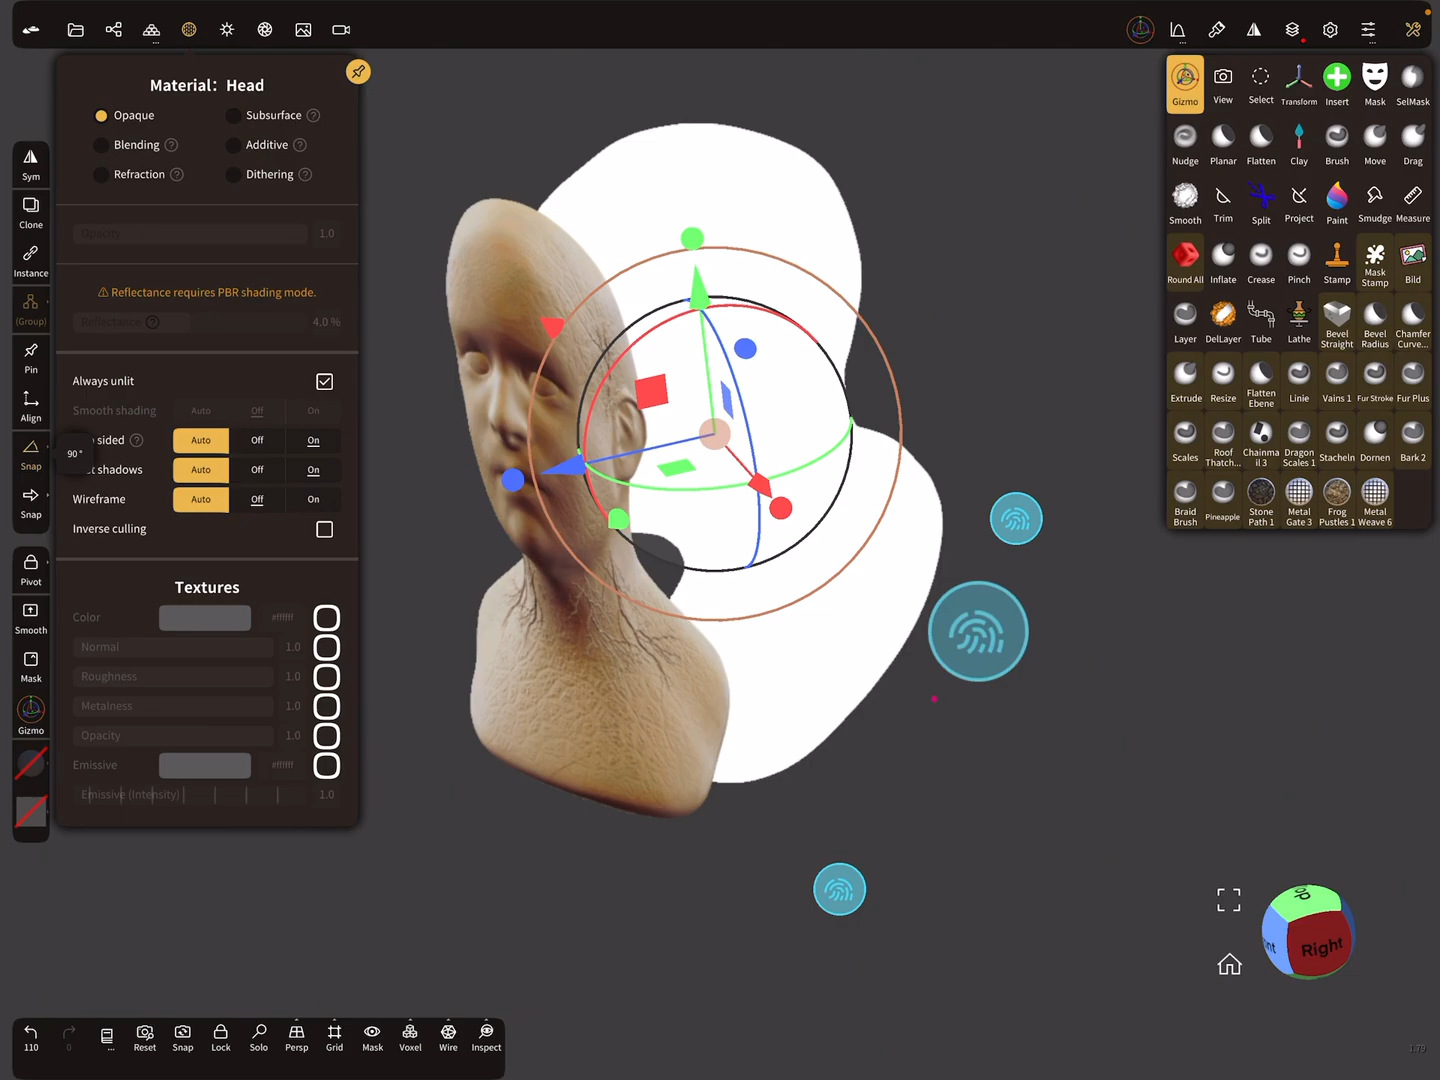 Material: Head
Opaque
Subsurface ?
Blending ?
Additive ?
Refraction ?
Dithering ?
Opacity
1.0
Reflectance requires PBR shading mode.
Reflectance ?
4.0 %
Always unlit
Smooth shading
Auto
Off
On
sided ?
Auto
Off
On
shadows
Auto
Off
On
Wireframe
Auto
Off
On
Inverse culling
Textures
Color
#ffffff
Normal
1.0
Roughness
1.0
Metalness
1.0
Opacity
1.0
Emissive
#ffffff
Emissive (Intensity)
1.0
Sym
Clone
Instance
(Group)
Pin
Align
Snap
90°
Snap
Pivot
Smooth
Mask
Gizmo
Gizmo
View
Select
Transform
Insert
Mask
SelMask
Nudge
Planar
Flatten
Clay
Brush
Move
Drag
Smooth
Trim
Split
Project
Paint
Smudge
Measure
Round All
Inflate
Crease
Pinch
Stamp
Mask
Stamp
Bild
Layer
DelLayer
Tube
Lathe
Bevel
Straight
Bevel
Radius
Chamfer
Curve...
Extrude
Resize
Flatten
Ebene
Linie
Vains 1
Fur Stroke
Fur Plus
Scales
Roof
Thatch...
Chainma
il 3
Dragon
Scales 1
Stacheln
Dornen
Bark 2
Braid
Brush
Pineapple
Stone
Path 1
Metal
Gate 3
Frog
Pustles 1
Metal
Weave 6
Right
110
0
...
Reset
Snap
Lock
Solo
Persp
Grid
Mask
Voxel
Wire
Inspect
1.79